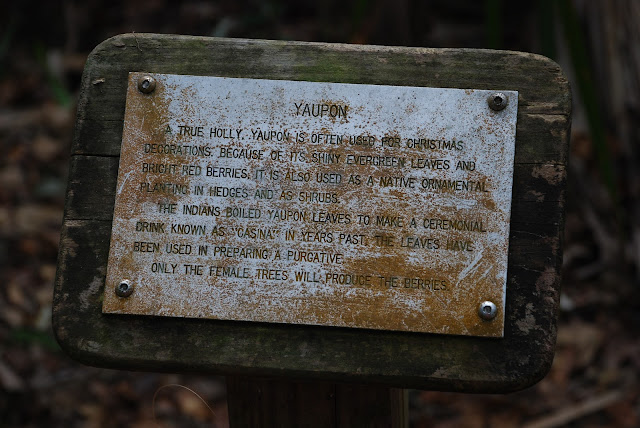 YAUPON
A TRUE HOLLY, YAUPON IS OFTEN USED FOR CHRISTMAS
DECORATIONS, BECAUSE OF ITS SHINY EVERGREEN LEAVES AND
BRIGHT RED BERRIES. IT IS ALSO USED AS A NATIVE ORNAMENTAL
PLANTING IN HEDGES AND AS SHRUBS.
THE INDIANS BOILED YAUPON LEAVES TO MAKE A CEREMONIAL
DRINK KNOWN AS "CASINA." IN YEARS PAST, THE LEAVES HAVE
BEEN USED IN PREPARING A PURGATIVE.
ONLY THE FEMALE TREES WILL PRODUCE THE BERRIES.